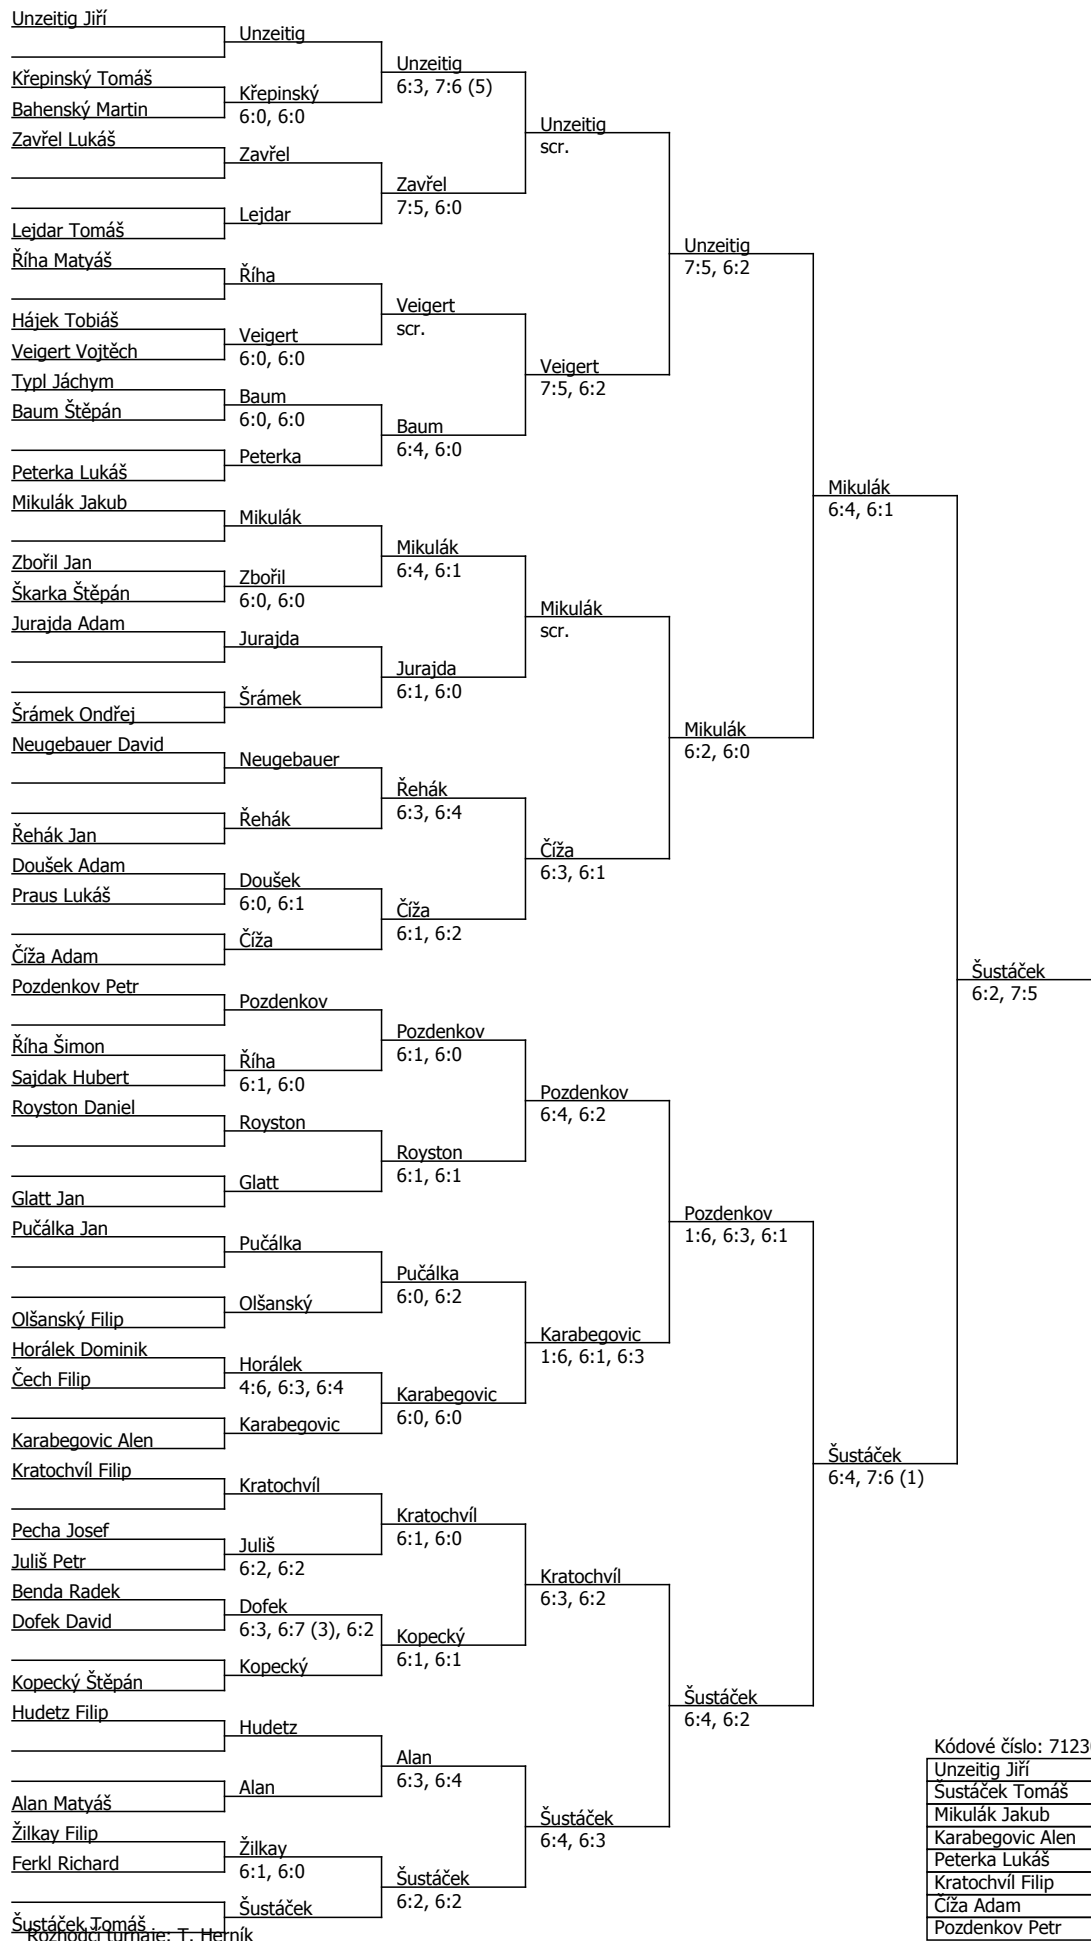 Unzeitig Jiří
Unzeitig
Unzeitig
6:3, 7:6 (5)
Křepinský Tomáš
Křepinský
6:0, 6:0
Bahenský Martin
Unzeitig
scr.
Zavřel Lukáš
Zavřel
Zavřel
7:5, 6:0
Lejdar
Lejdar Tomáš
Unzeitig
7:5, 6:2
Říha Matyáš
Říha
Veigert
scr.
Hájek Tobiáš
Veigert
6:0, 6:0
Veigert Vojtěch
Veigert
7:5, 6:2
Typl Jáchym
Baum
6:0, 6:0
Baum Štěpán
Baum
6:4, 6:0
Peterka
Peterka Lukáš
Mikulák
6:4, 6:1
Mikulák Jakub
Mikulák
Mikulák
6:4, 6:1
Zbořil Jan
Zbořil
6:0, 6:0
Škarka Štěpán
Mikulák
scr.
Jurajda Adam
Jurajda
Jurajda
6:1, 6:0
Šrámek
Šrámek Ondřej
Mikulák
6:2, 6:0
Neugebauer David
Neugebauer
Řehák
6:3, 6:4
Řehák
Řehák Jan
Číža
6:3, 6:1
Doušek Adam
Doušek
6:0, 6:1
Praus Lukáš
Číža
6:1, 6:2
Číža
Číža Adam
Šustáček
6:2, 7:5
Pozdenkov Petr
Pozdenkov
Pozdenkov
6:1, 6:0
Říha Šimon
Říha
6:1, 6:0
Sajdak Hubert
Pozdenkov
6:4, 6:2
Royston Daniel
Royston
Royston
6:1, 6:1
Glatt
Glatt Jan
Pozdenkov
1:6, 6:3, 6:1
Pučálka Jan
Pučálka
Pučálka
6:0, 6:2
Olšanský
Olšanský Filip
Karabegovic
1:6, 6:1, 6:3
Horálek Dominik
Horálek
4:6, 6:3, 6:4
Čech Filip
Karabegovic
6:0, 6:0
Karabegovic
Karabegovic Alen
Šustáček
6:4, 7:6 (1)
Kratochvíl Filip
Kratochvíl
Kratochvíl
6:1, 6:0
Pecha Josef
Juliš
6:2, 6:2
Juliš Petr
Kratochvíl
6:3, 6:2
Benda Radek
Dofek
6:3, 6:7 (3), 6:2
Dofek David
Kopecký
6:1, 6:1
Kopecký
Kopecký Štěpán
Šustáček
6:4, 6:2
Hudetz Filip
Hudetz
Alan
6:3, 6:4
Alan
Alan Matyáš
Šustáček
6:4, 6:3
Žilkay Filip
Žilkay
6:1, 6:0
Ferkl Richard
Šustáček
6:2, 6:2
Šustáček
Šustáček Tomáš
Rozhodčí turnaje: T. Herník
Kódové číslo: 7123
Unzeitig Jiří
Šustáček Tomáš
Mikulák Jakub
Karabegovic Alen
Peterka Lukáš
Kratochvíl Filip
Číža Adam
Pozdenkov Petr